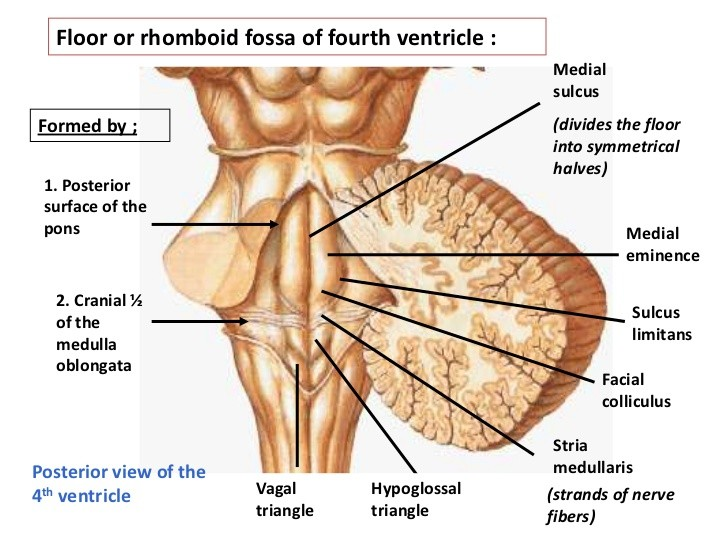 Floor or rhomboid fossa of fourth ventricle :
Medial
sulcus
(divides the floor
into symmetrical
halves)
Formed by ;
1. Posterior
surface of the
pons
Medial
eminence
2. Cranial ½
of the
medulla
oblongata
Sulcus
limitans
Facial
colliculus
Stria
medullaris
(strands of nerve
fibers)
Posterior view of the
4th ventricle
Vagal
triangle
Hypoglossal
triangle